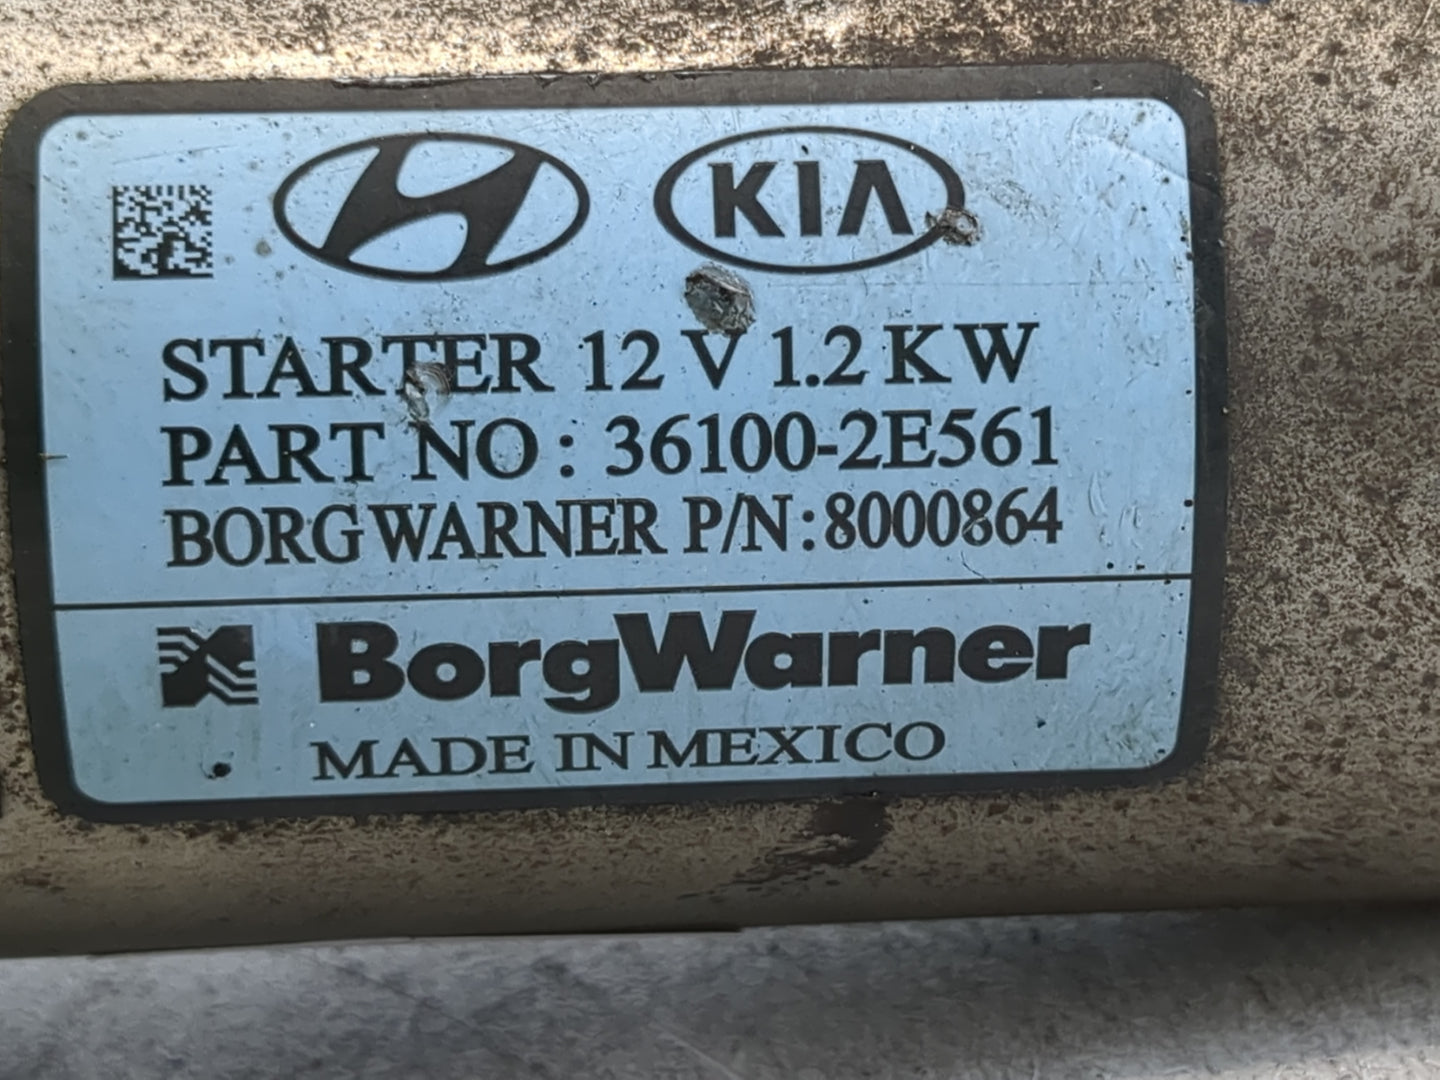 KIA
STARTER 12 V 1.2 KW
PART NO : 36100-2E561
BORG WARNER P/N : 8000864
BorgWarner
MADE IN MEXICO